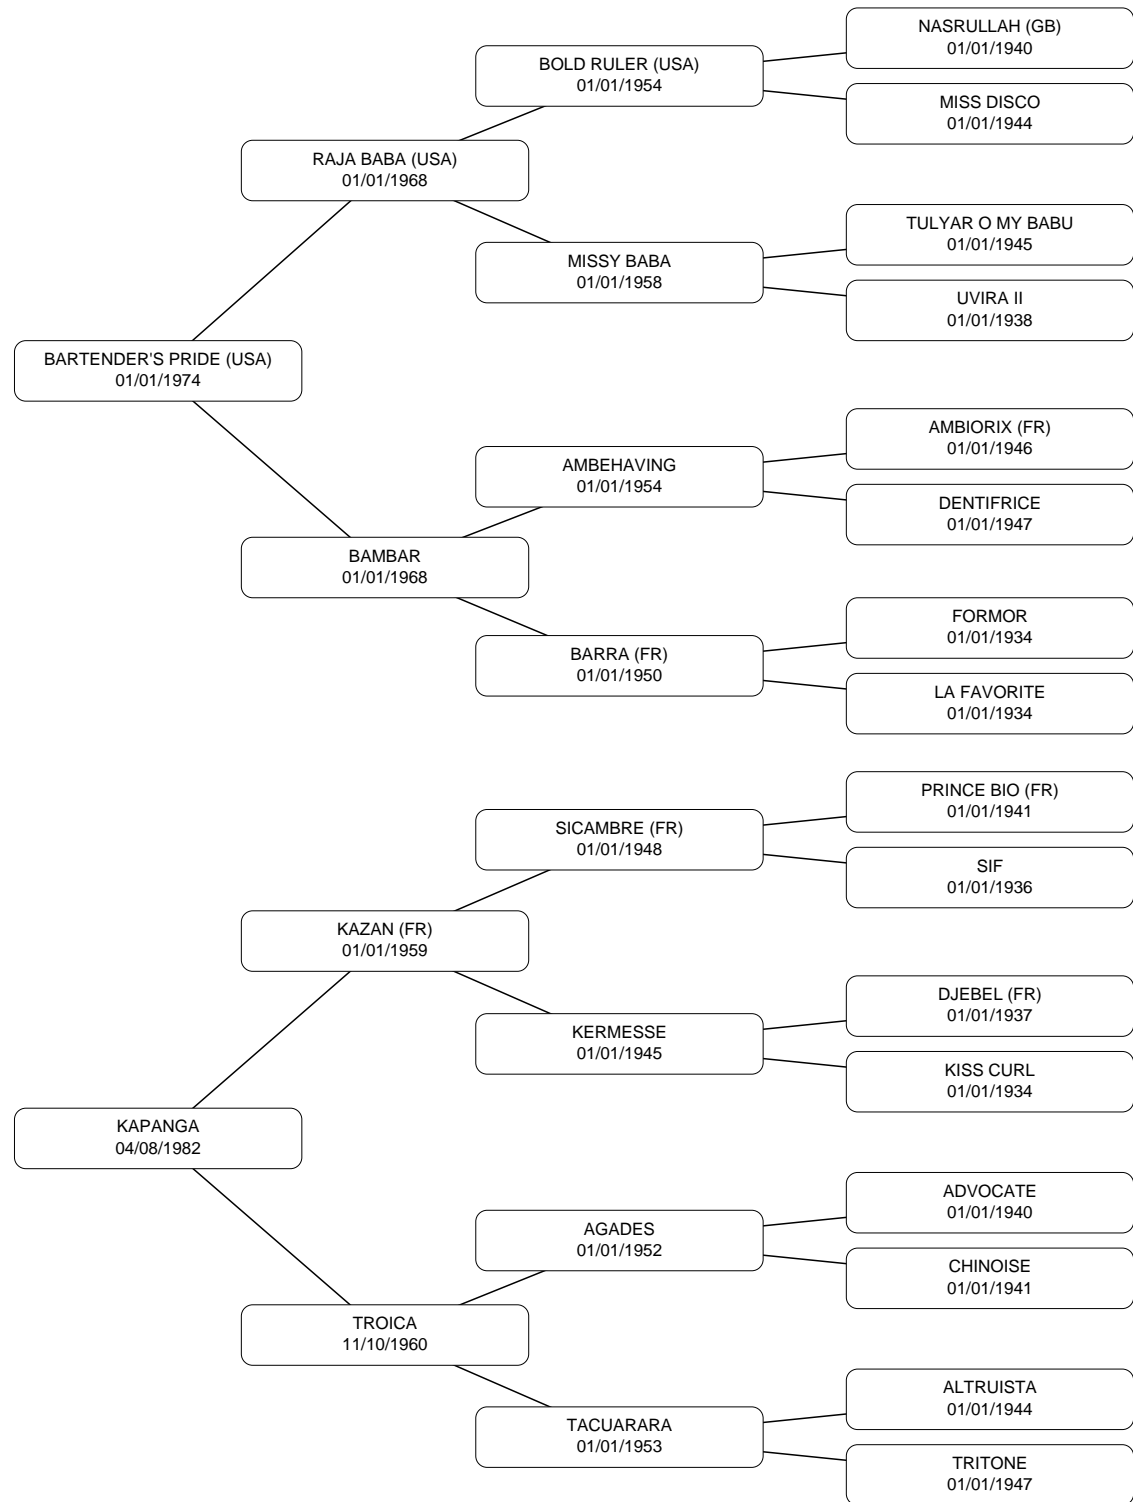 NASRULLAH (GB)
01/01/1940
BOLD RULER (USA)
01/01/1954
MISS DISCO
01/01/1944
RAJA BABA (USA)
01/01/1968
TULYAR O MY BABU
01/01/1945
MISSY BABA
01/01/1958
UVIRA II
01/01/1938
BARTENDER'S PRIDE (USA)
01/01/1974
AMBIORIX (FR)
01/01/1946
AMBEHAVING
01/01/1954
DENTIFRICE
01/01/1947
BAMBAR
01/01/1968
FORMOR
01/01/1934
BARRA (FR)
01/01/1950
LA FAVORITE
01/01/1934
PRINCE BIO (FR)
01/01/1941
SICAMBRE (FR)
01/01/1948
SIF
01/01/1936
KAZAN (FR)
01/01/1959
DJEBEL (FR)
01/01/1937
KERMESSE
01/01/1945
KISS CURL
01/01/1934
KAPANGA
04/08/1982
ADVOCATE
01/01/1940
AGADES
01/01/1952
CHINOISE
01/01/1941
TROICA
11/10/1960
ALTRUISTA
01/01/1944
TACUARARA
01/01/1953
TRITONE
01/01/1947